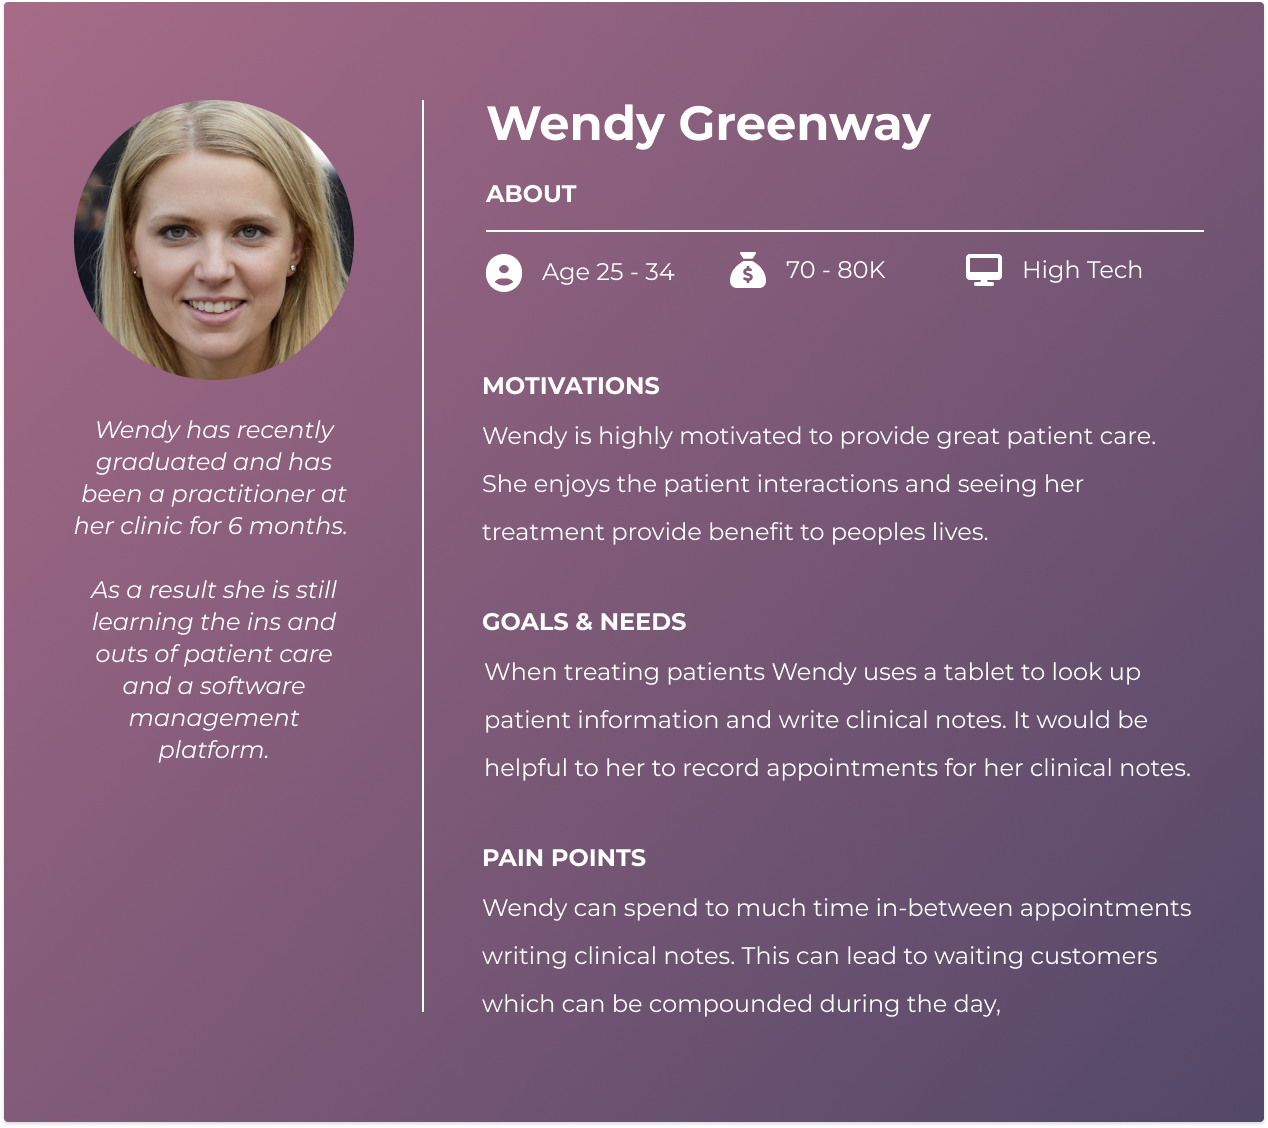 Wendy Greenway
ABOUT
Age 25 - 34
70 - 80K
High Tech
Wendy has recently
graduated and has
been a practitioner at
her clinic for 6 months.
As a result she is still
learning the ins and
outs of patient care
and a software
management
platform.
MOTIVATIONS
Wendy is highly motivated to provide great patient care.
She enjoys the patient interactions and seeing her
treatment provide benefit to peoples lives.
GOALS & NEEDS
When treating patients Wendy uses a tablet to look up
patient information and write clinical notes. It would be
helpful to her to record appointments for her clinical notes.
PAIN POINTS
Wendy can spend to much time in-between appointments
writing clinical notes. This can lead to waiting customers
which can be compounded during the day,